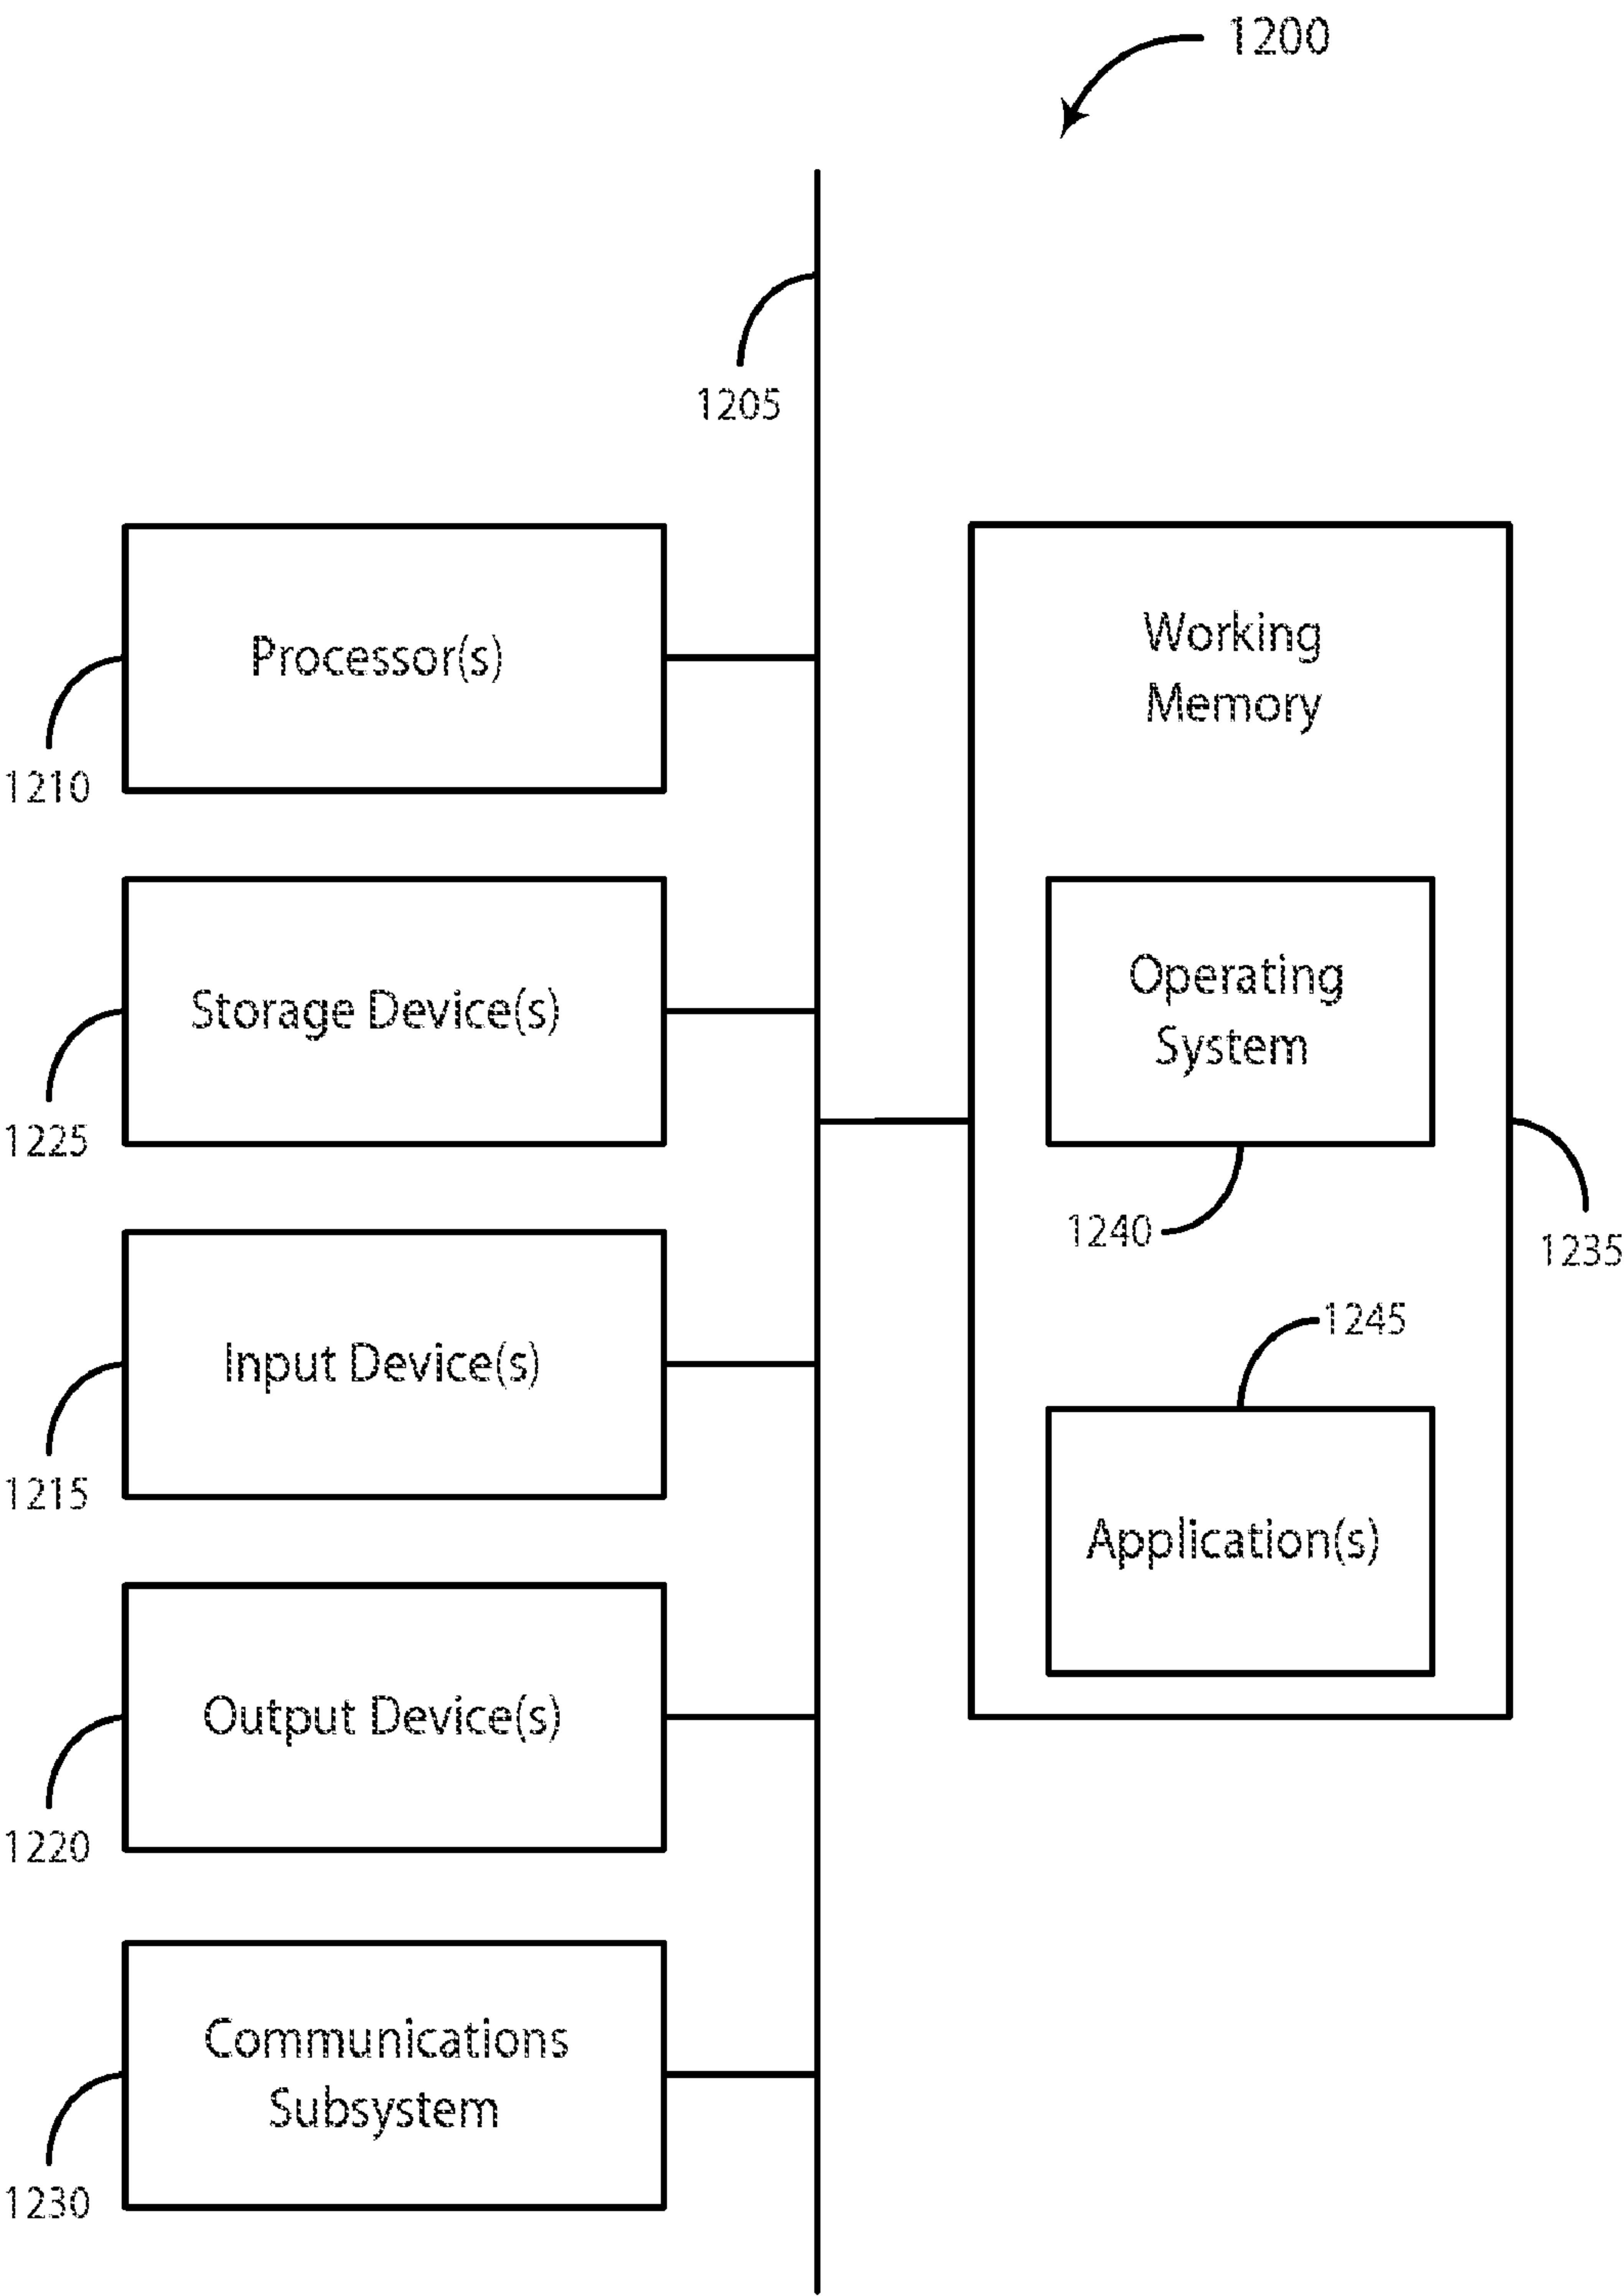 1200
1205
Processor(s)
1210
Storage Device(s)
1225
Input Device(s)
1215
Output Device(s)
1220
Communications
Subsystem
1230
Working
Memory
Operating
System
1240
1235
1245
Application(s)